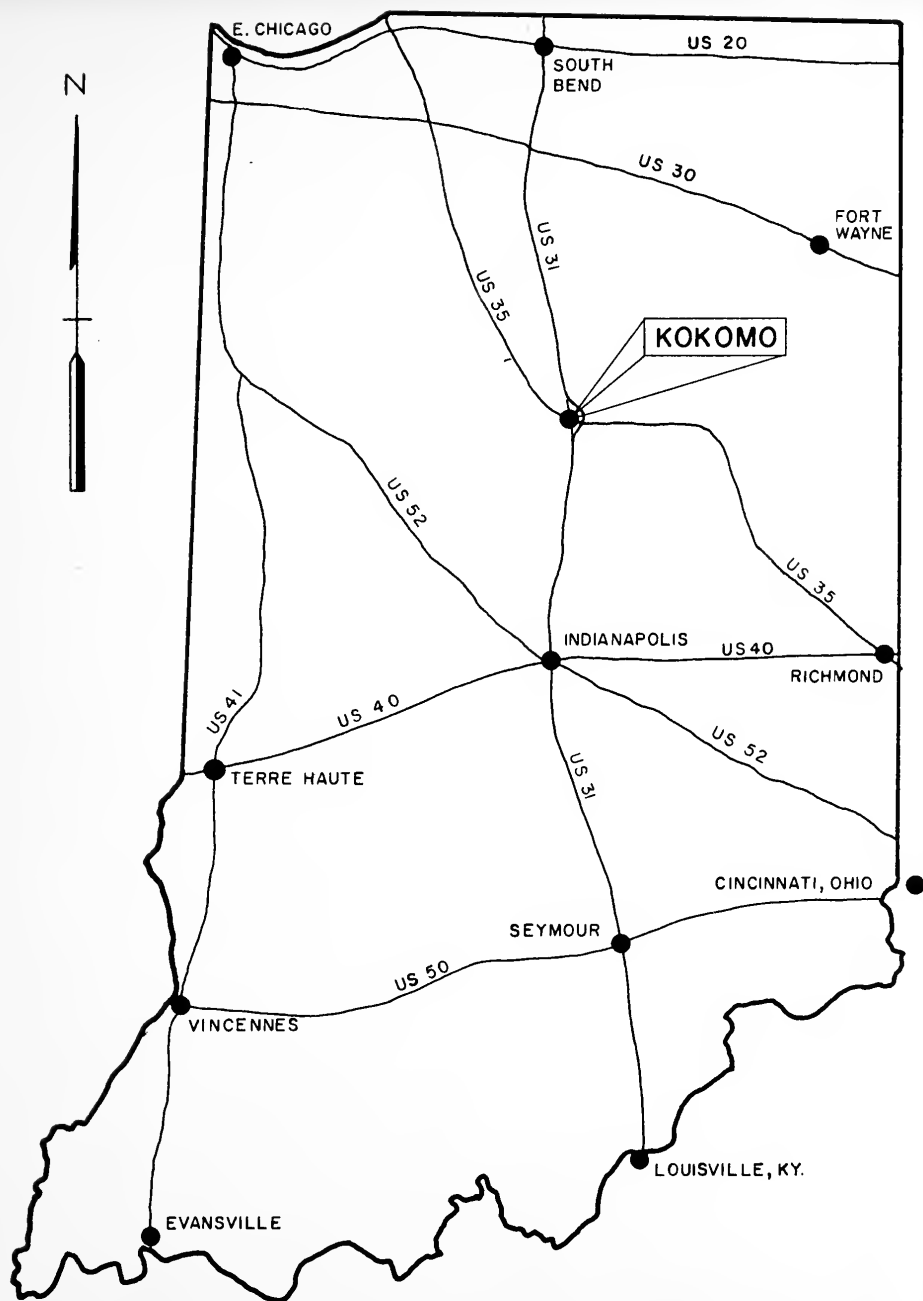 E. CHICAGO
US 20
N
SOUTH
BEND
US 30
FORT
WAYNE
US 31
US 35
KOKOMO
US 52
US 35
INDIANAPOLIS
US 40
RICHMOND
US 41
US 40
US 52
TERRE HAUTE
US 31
CINCINNATI, OHIO
SEYMOUR
US 50
VINCENNES
LOUISVILLE, KY.
EVANSVILLE